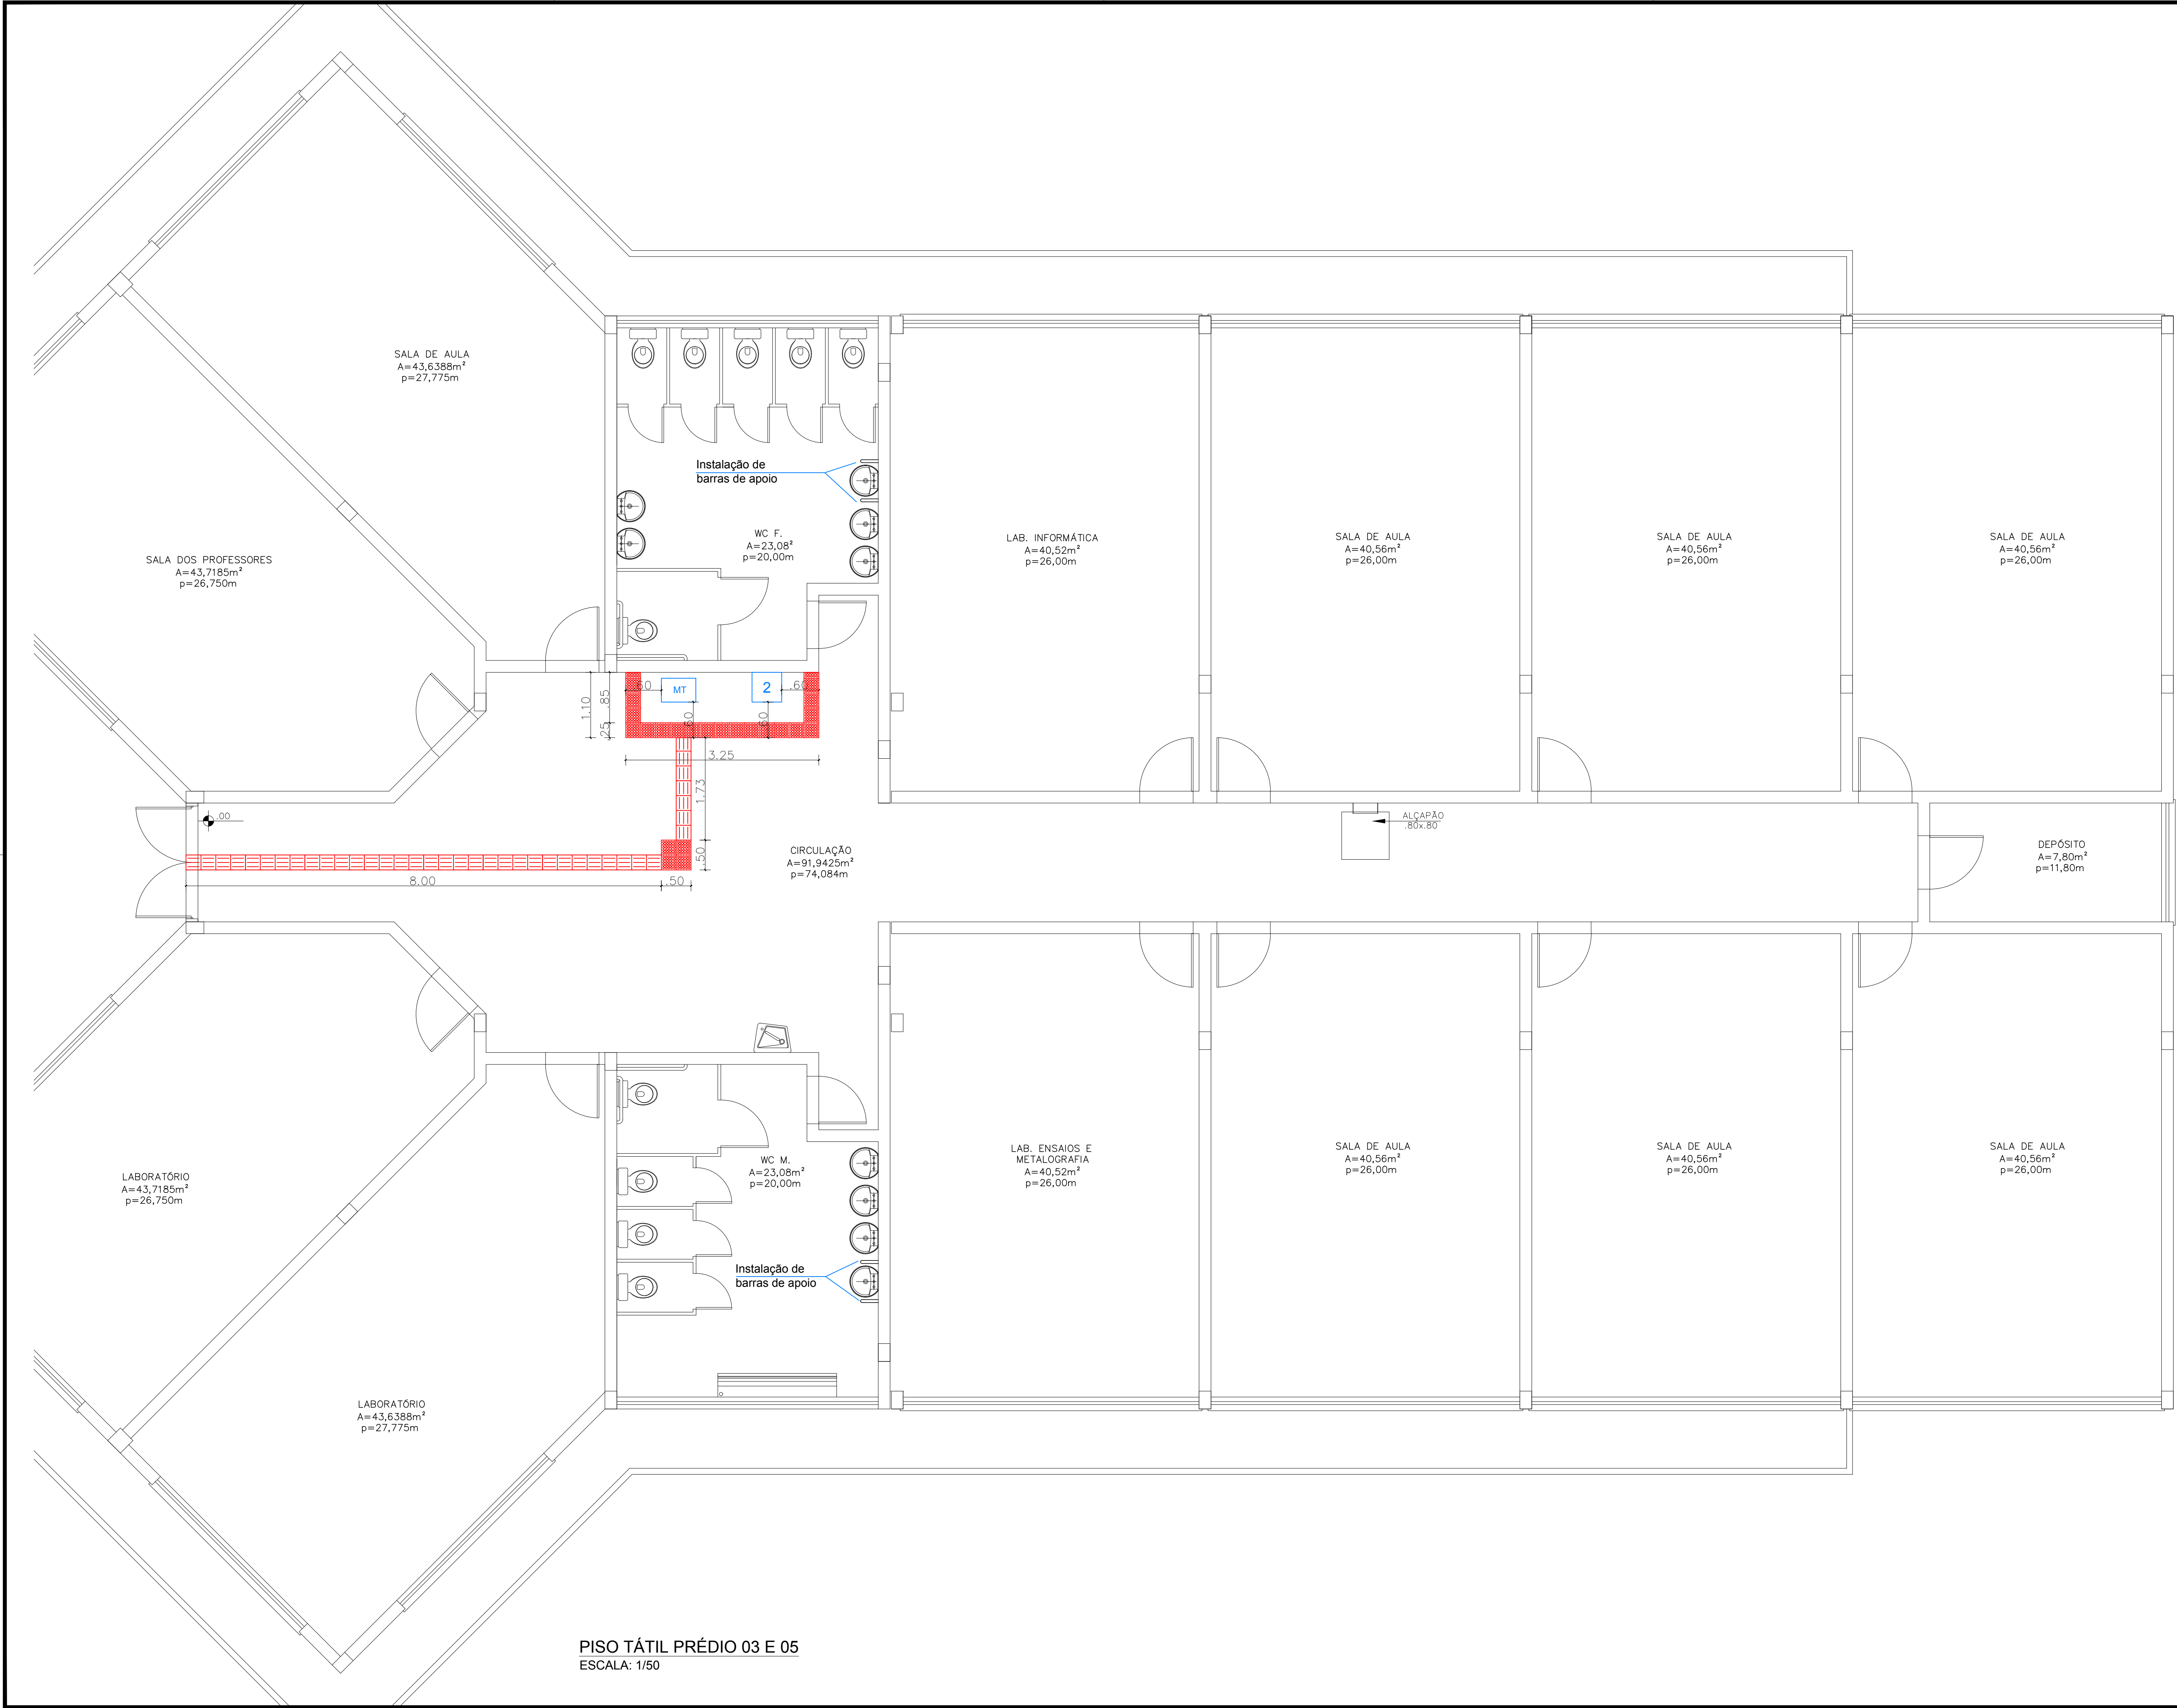 SALA DE AULA
A=43,6388m²
p=27,775m
Instalação de
barras de apoio
WC F.
A=23,08²
p=20,00m
LAB. INFORMÁTICA
A=40,52m²
p=26,00m
SALA DE AULA
A=40,56m²
p=26,00m
SALA DE AULA
A=40,56m²
p=26,00m
SALA DE AULA
A=40,56m²
p=26,00m
SALA DOS PROFESSORES
A=43,7185m²
p=26,750m
1.10
.85
.25
.60
MT
2
.60
.60
.60
3.25
1.73
.00
.50
8.00
.50
CIRCULAÇÃO
A=91,9425m²
p=74,084m
ALÇAPÃO
.80x.80
DEPÓSITO
A=7,80m²
p=11,80m
LABORATÓRIO
A=43,7185m²
p=26,750m
WC M.
A=23,08m²
p=20,00m
LAB. ENSAIOS E
METALOGRAFIA
A=40,52m²
p=26,00m
SALA DE AULA
A=40,56m²
p=26,00m
SALA DE AULA
A=40,56m²
p=26,00m
SALA DE AULA
A=40,56m²
p=26,00m
Instalação de
barras de apoio
LABORATÓRIO
A=43,6388m²
p=27,775m
PISO TÁTIL PRÉDIO 03 E 05
ESCALA: 1/50